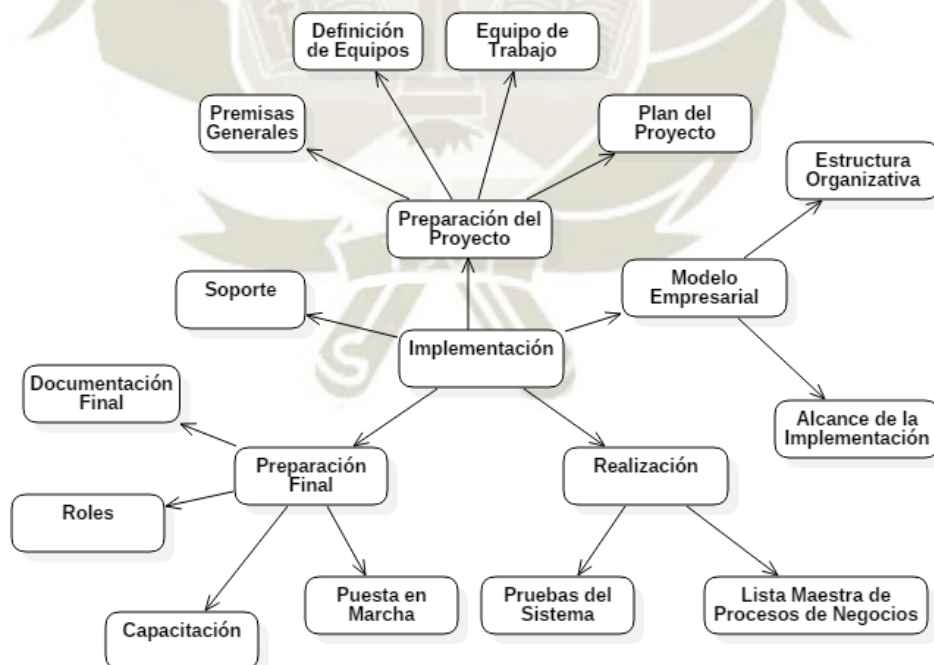 Definición
de Equipos
Equipo de
Trabajo
Premisas
Generales
Plan del
Proyecto
Estructura
Organizativa
Preparación del
Proyecto
Modelo
Empresarial
Soporte
Implementación
Documentación
Final
Alcance de la
Implementación
Preparación
Final
Realización
Roles
Puesta en
Marcha
Pruebas del
Sistema
Lista Maestra de
Procesos de Negocios
Capacitación